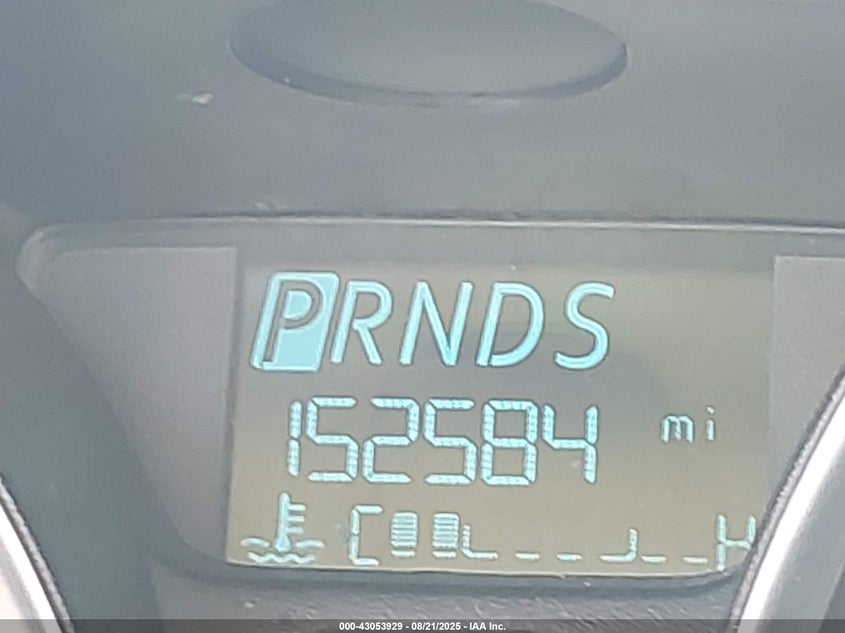 PRNDS
152584 mi
C H
000-43053929 - 08/21/2025 - IAA Inc.